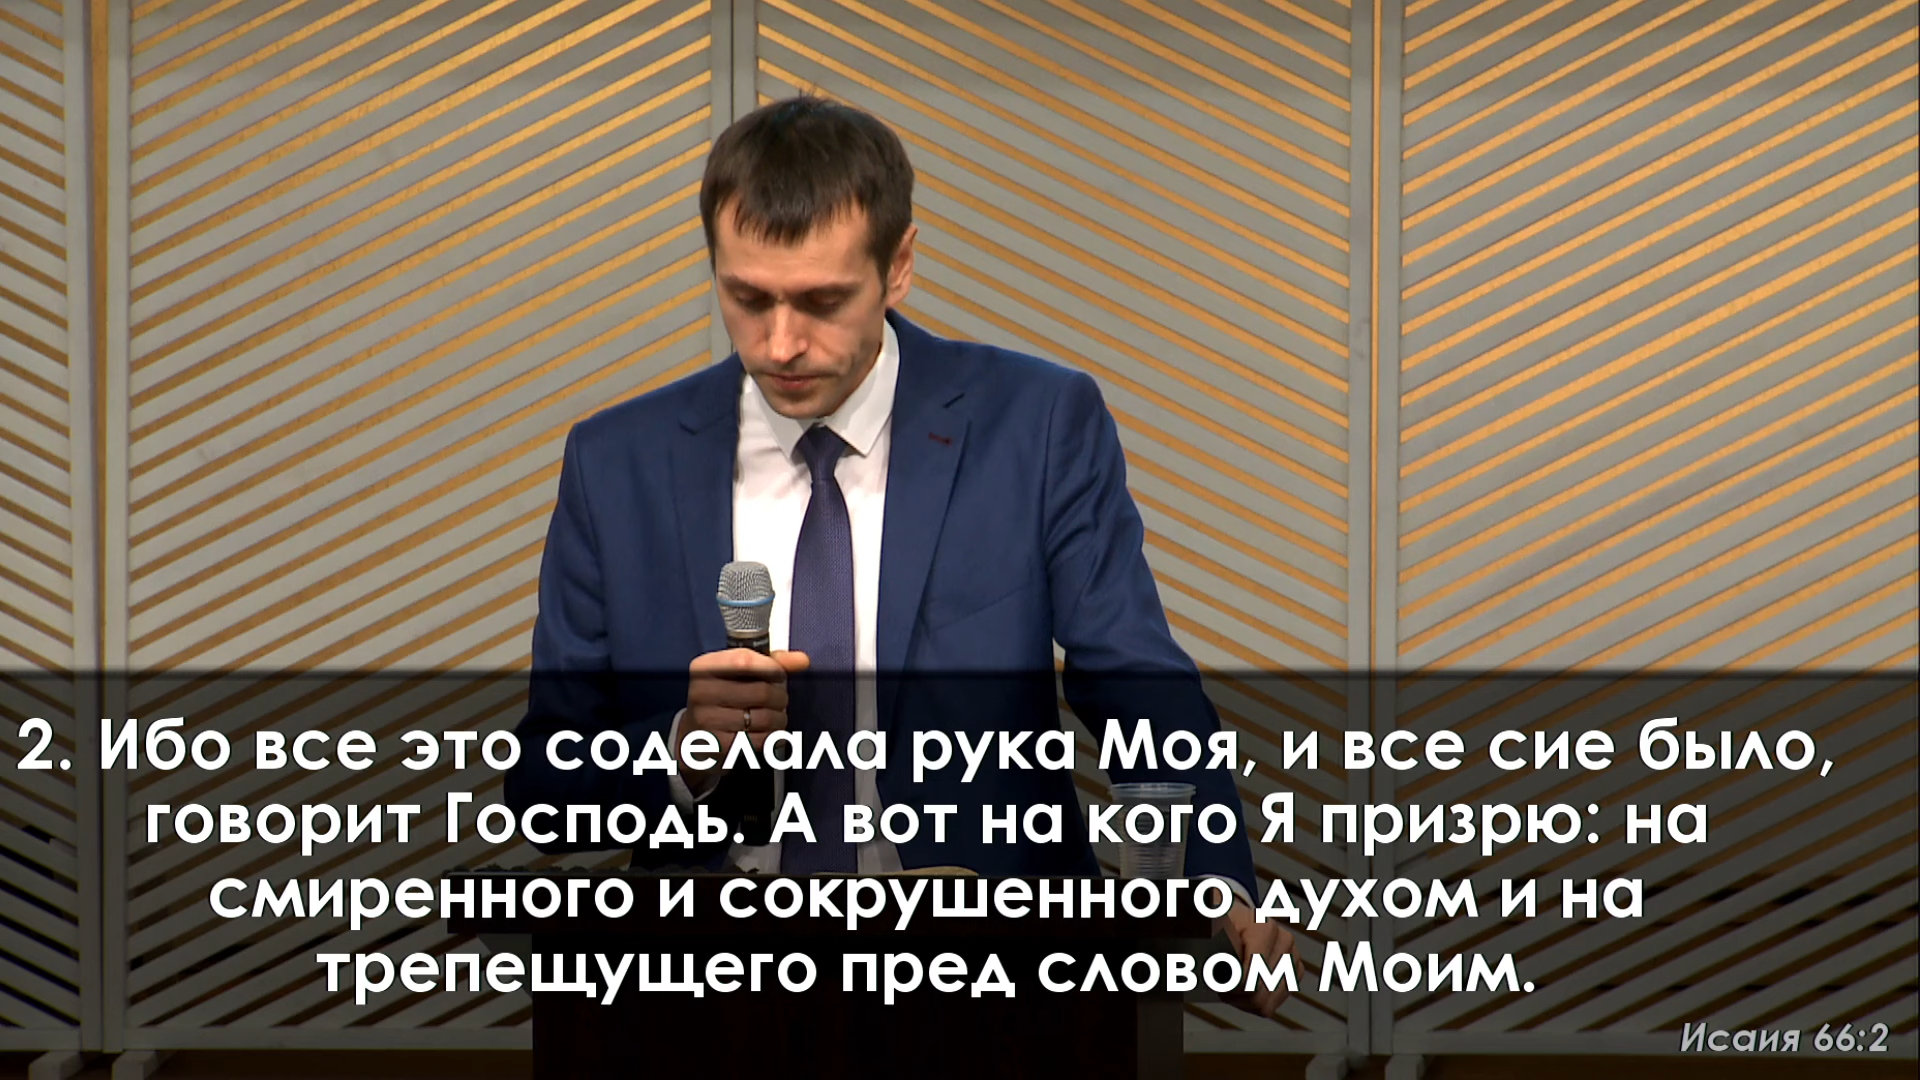 2. Ибо все это соделала рука Моя, и все сие было,
говорит Господь. А вот на кого Я призрю: на
смиренного и сокрушенного духом и на
трепещущего пред словом Моим.
Исаия 66:2